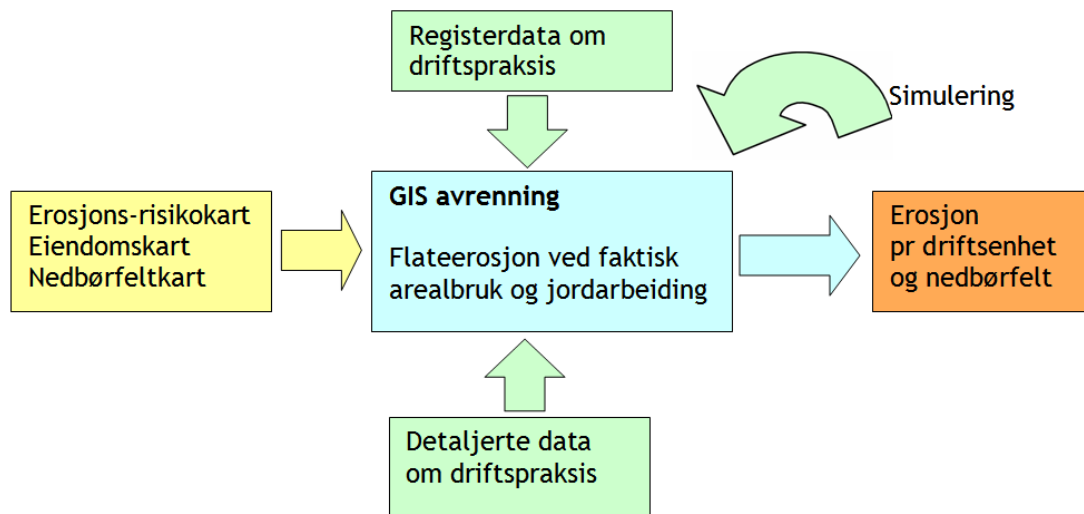 Registerdata om
driftspraksis
Simulering
Erosjons-risikokart
Eiendomskart
Nedbørfeltkart
GIS avrenning
Flateerosjon ved faktisk
arealbruk og jordarbeiding
Erosjon
pr driftsenhet
og nedbørfelt
Detaljerte data
om driftspraksis